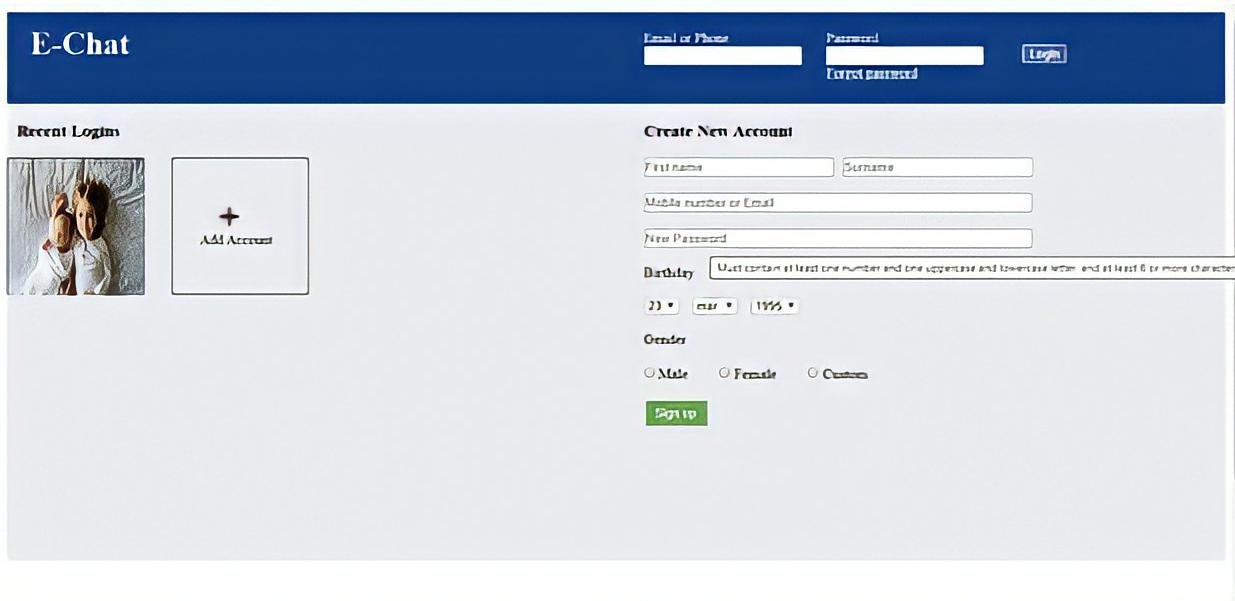 E-Chat
Email or Phone
Password
Login
Forgot password
Recent Logins
Create New Account
First name
Surname
Mobile number or Email
Add Account
New Password
Birthday
Must contain at least one number and one uppercase and lowercase letter, and at least 8 or more character
23
mar
Gender
Male
Female
Custom
Sign up